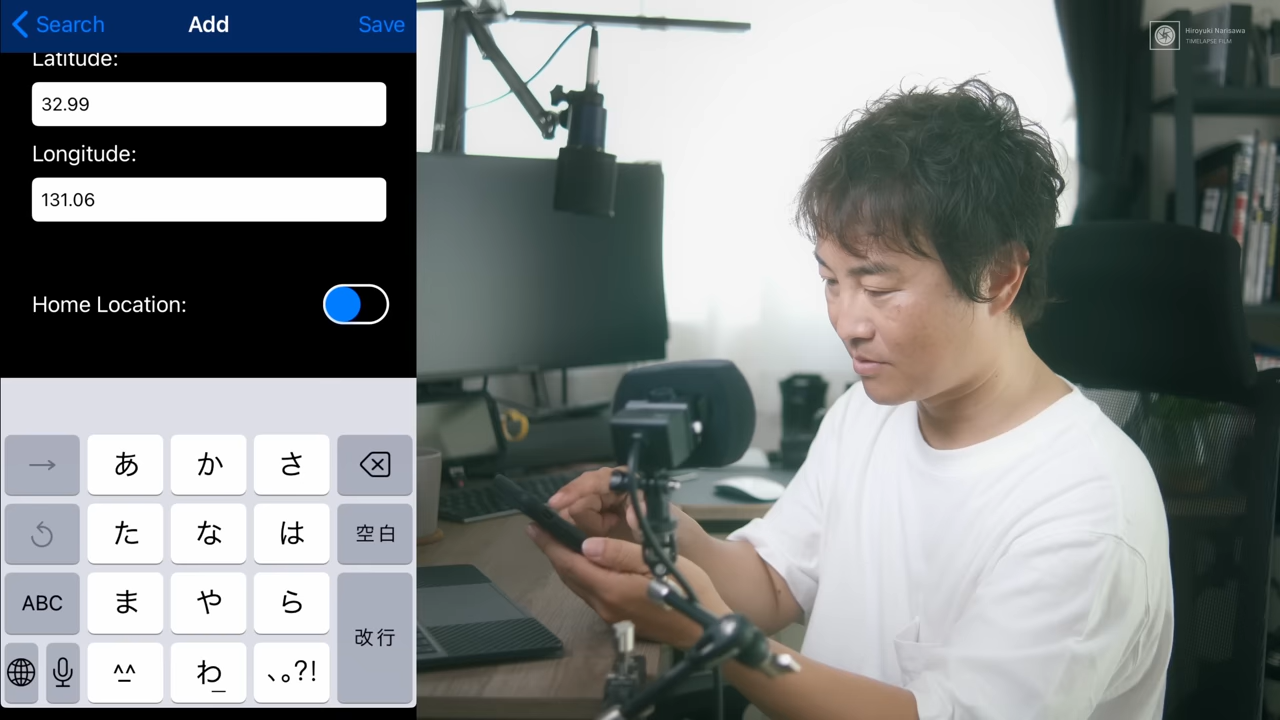 Search
Add
Save
Latitude:
32.99
Longitude:
131.06
Home Location:
→
あ
か
さ
た
な
は
空白
ABC
ま
や
ら
改行
^^
わ_
､｡?!
Hiroyuki Narisawa
TIMELAPSE FILM